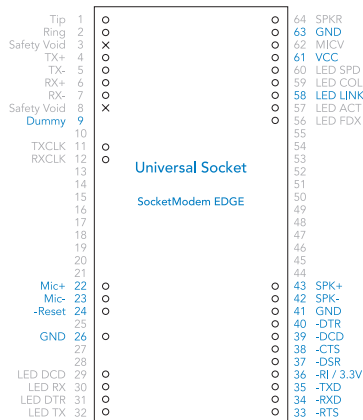 Tip 1 64 SPKR
Ring 2 63 GND
Safety Void 3 62 MICV
TX+ 4 61 VCC
TX- 5 60 LED SPD
RX+ 6 59 LED COL
RX- 7 58 LED LINK
Safety Void 8 57 LED ACT
Dummy 9 56 LED FDX
10 55
TXCLK 11 54
RXCLK 12 53
13 Universal Socket 52
14 51
15 SocketModem EDGE 50
16 49
17 48
18 47
19 46
20 45
21 44
Mic+ 22 43 SPK+
Mic- 23 42 SPK-
-Reset 24 41 GND
25 40 -DTR
GND 26 39 -DCD
27 38 -CTS
28 37 -DSR
LED DCD 29 36 -RI / 3.3V
LED RX 30 35 -TXD
LED DTR 31 34 -RXD
LED TX 32 33 -RTS